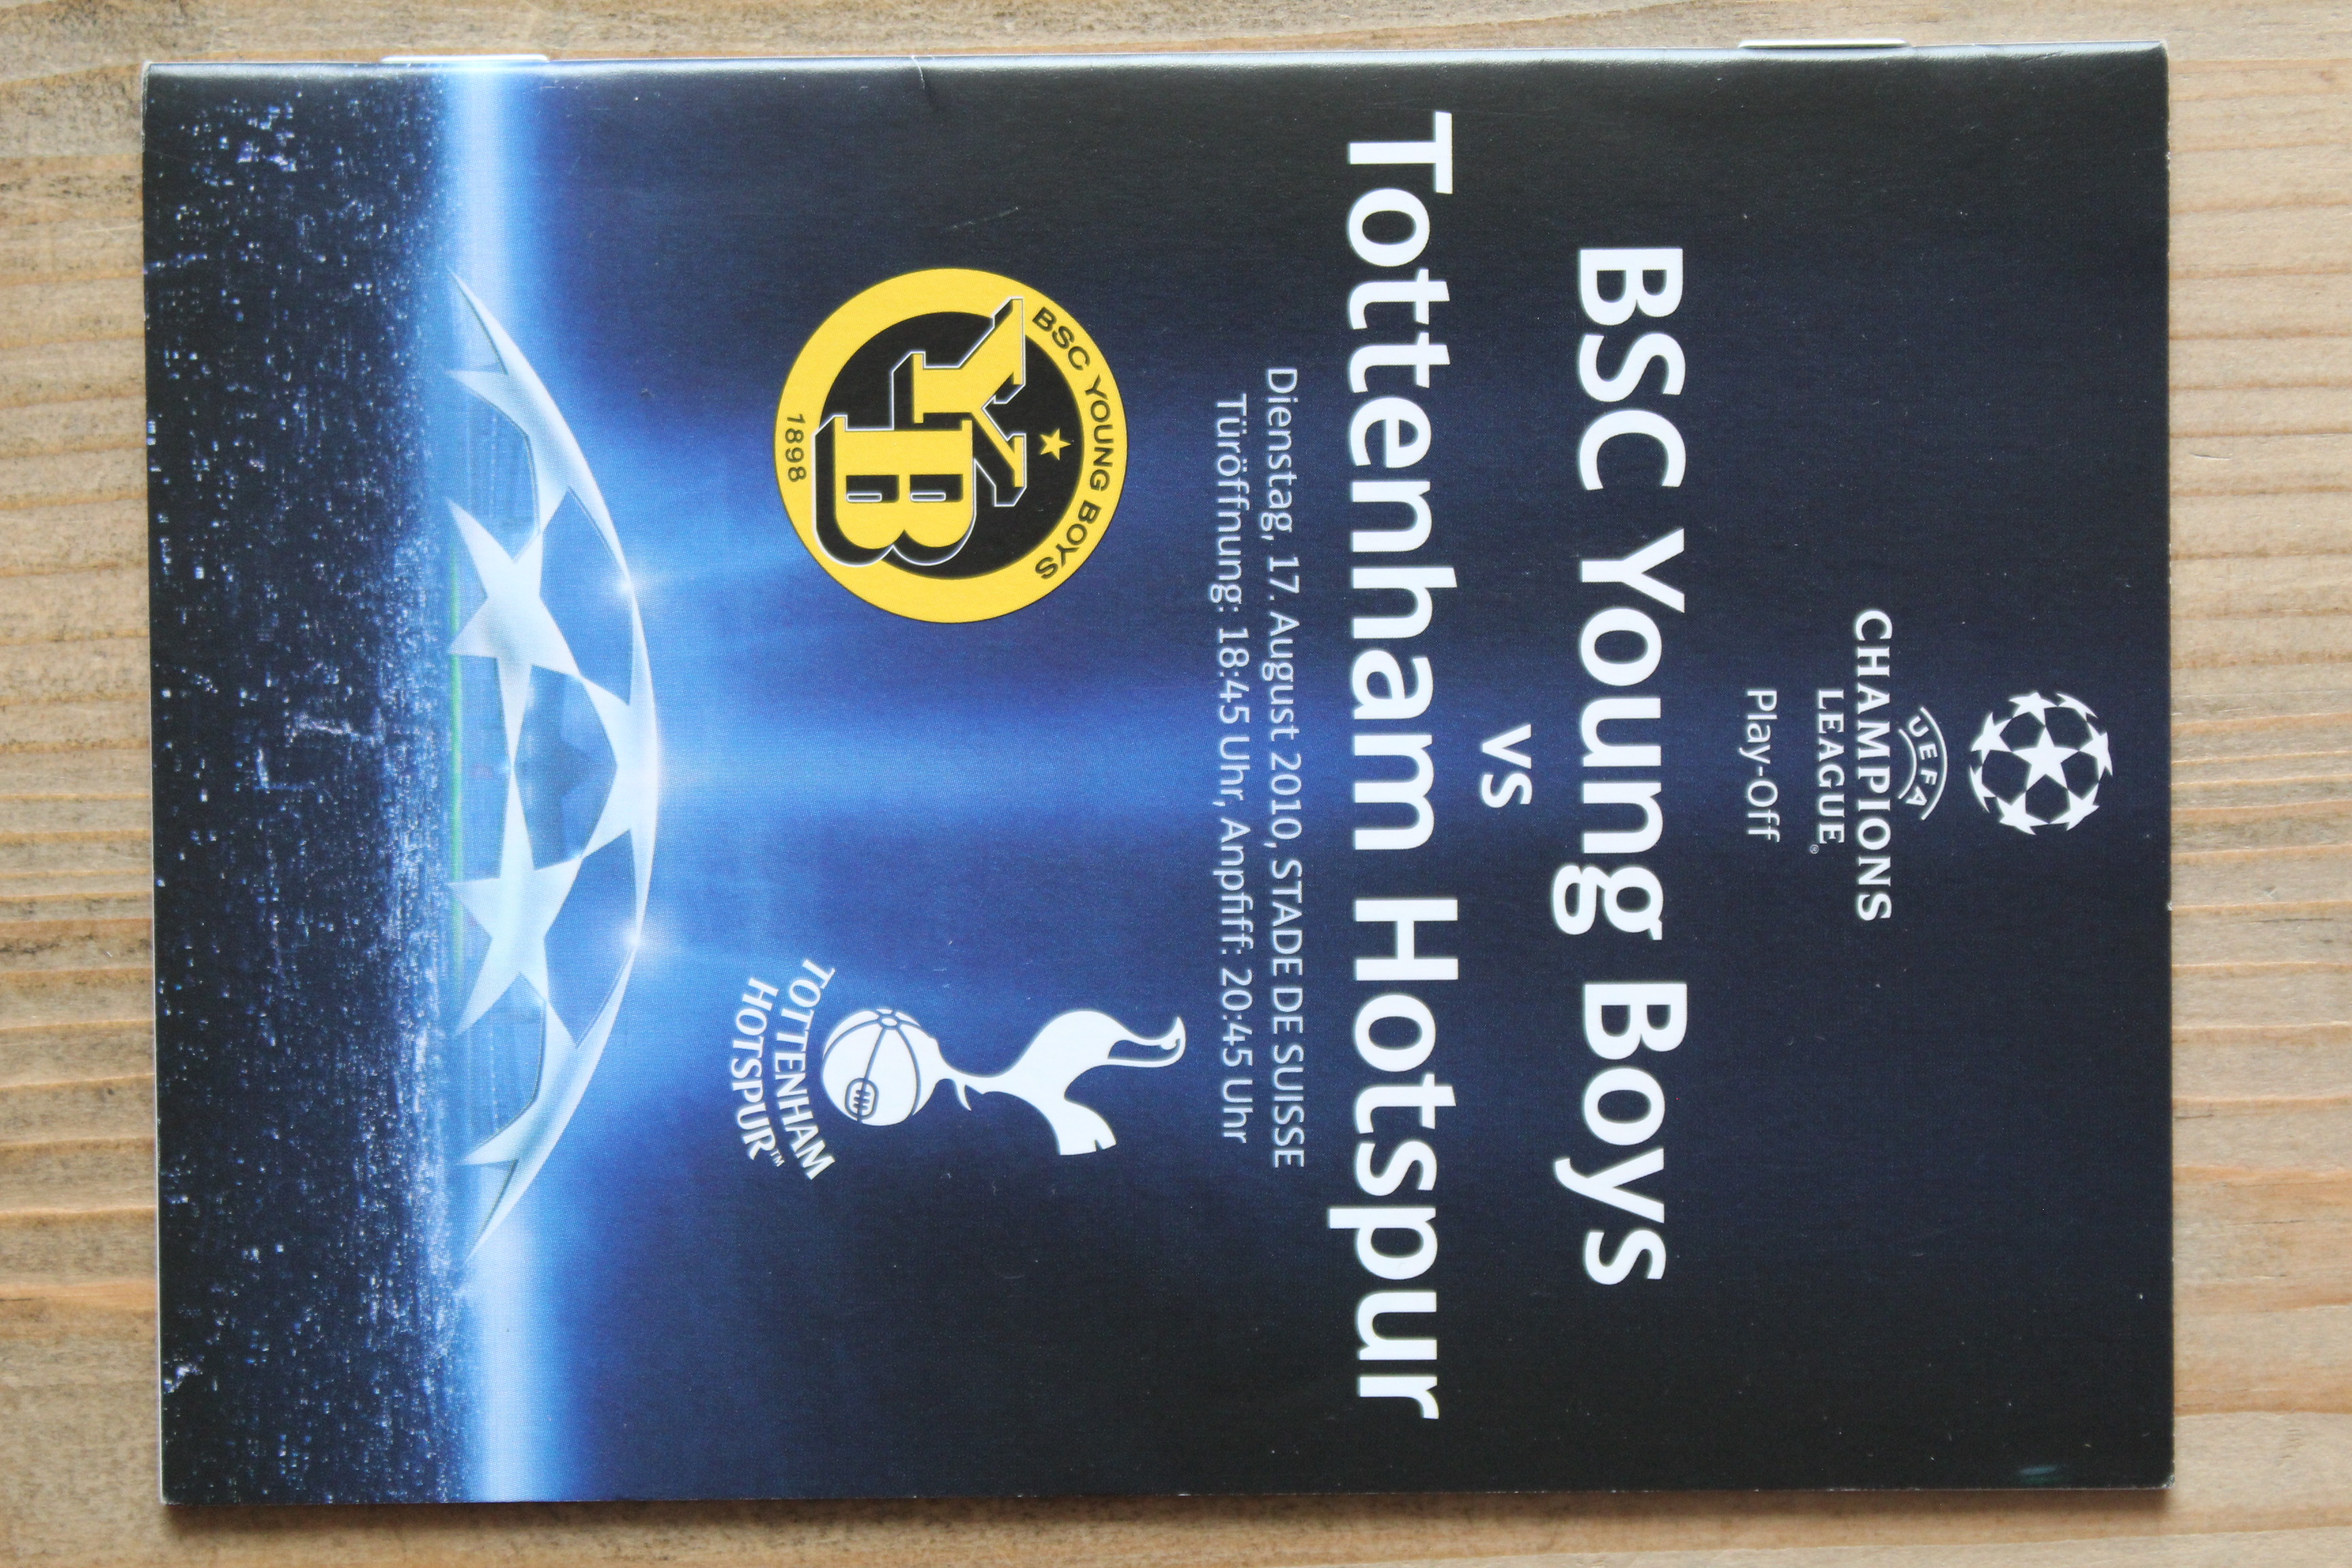 UEFA
CHAMPIONS
LEAGUE®
Play-Off
BSC Young Boys
vs
Tottenham Hotspur
Dienstag, 17. August 2010, STADE DE SUISSE
Türöffnung: 18:45 Uhr, Anpfiff: 20:45 Uhr
BSC YOUNG BOYS
YB
1898
TOTTENHAM
HOTSPUR™